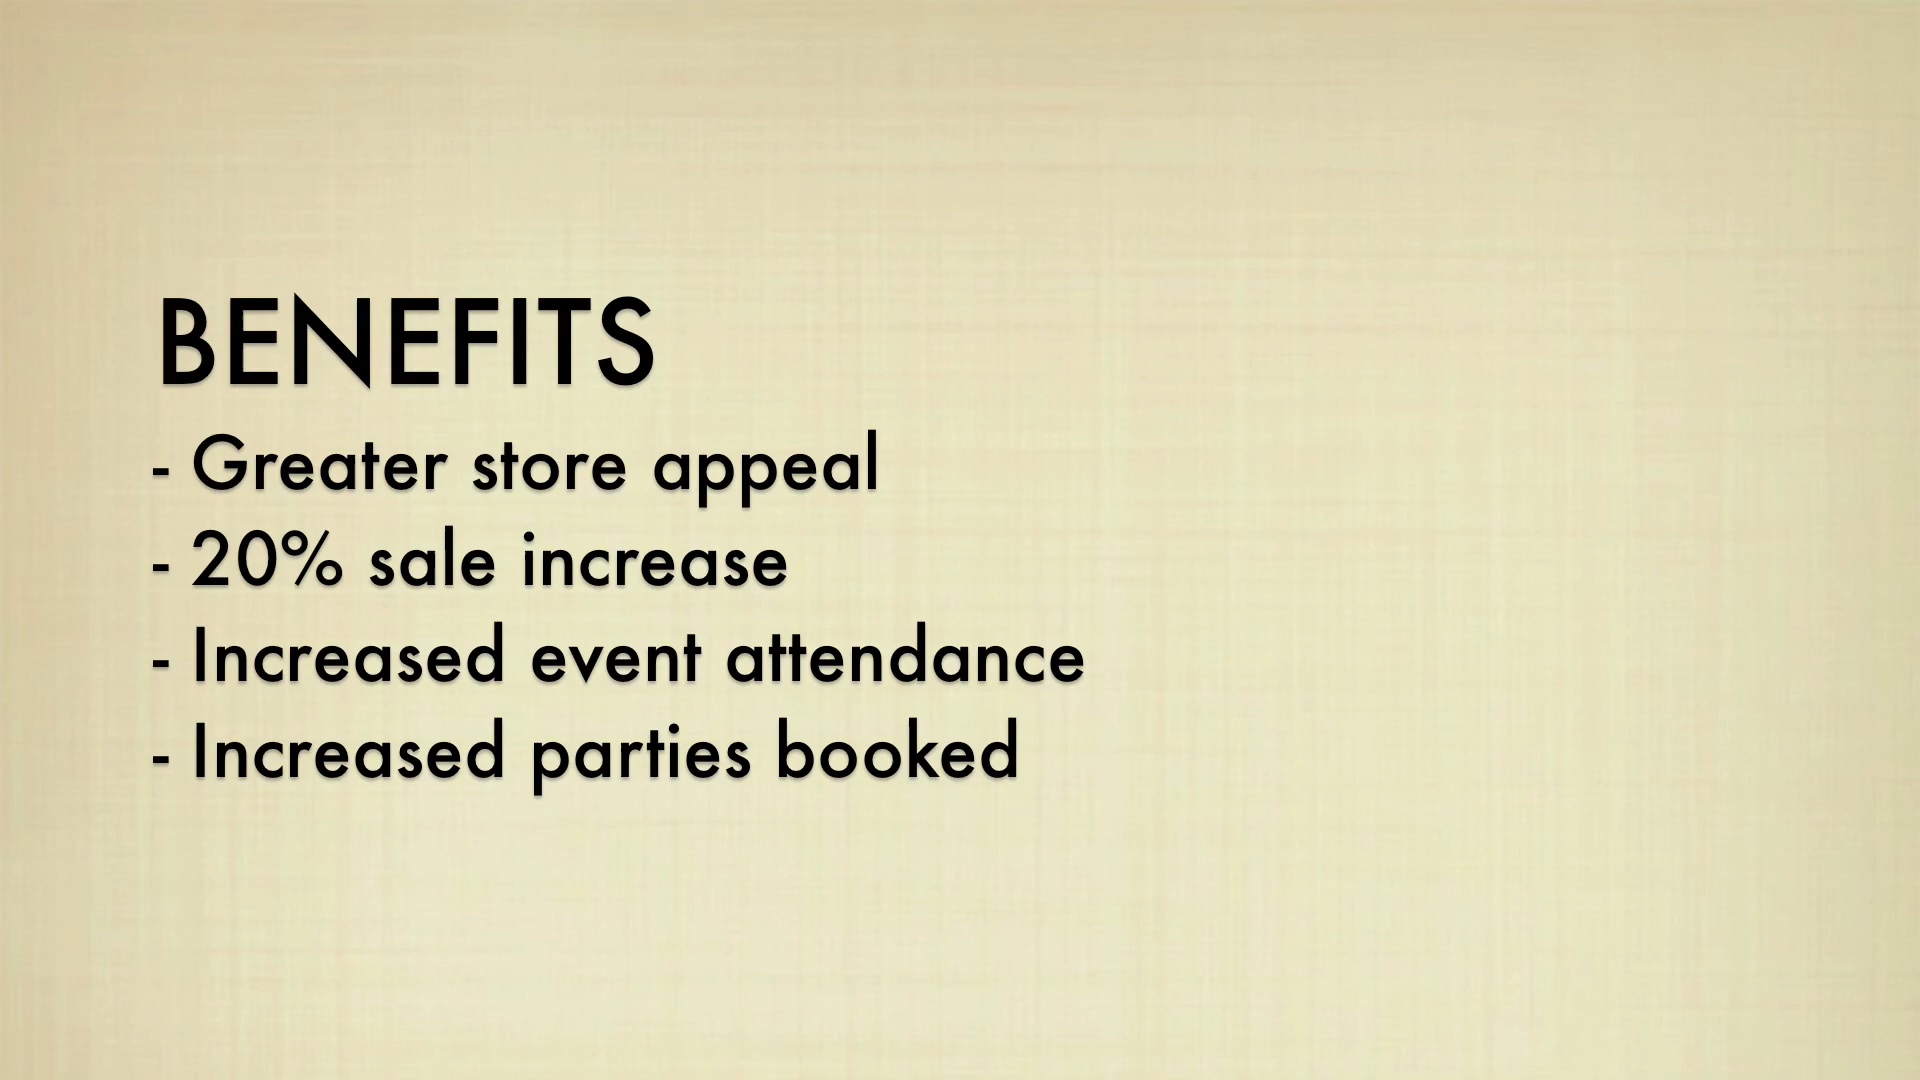 BENEFITS
- Greater store appeal
- 20% sale increase
- Increased event attendance
- Increased parties booked